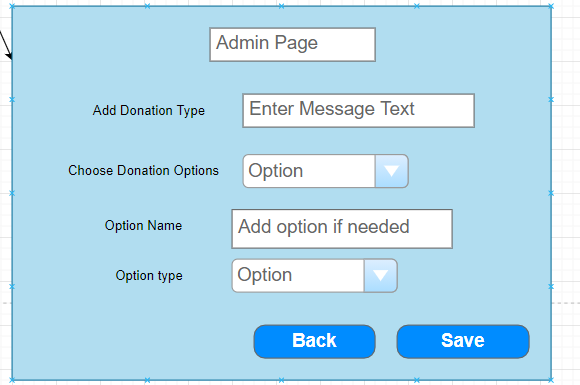 Admin Page
Add Donation Type
Enter Message Text
Choose Donation Options
Option
Option Name
Add option if needed
Option type
Option
Back
Save